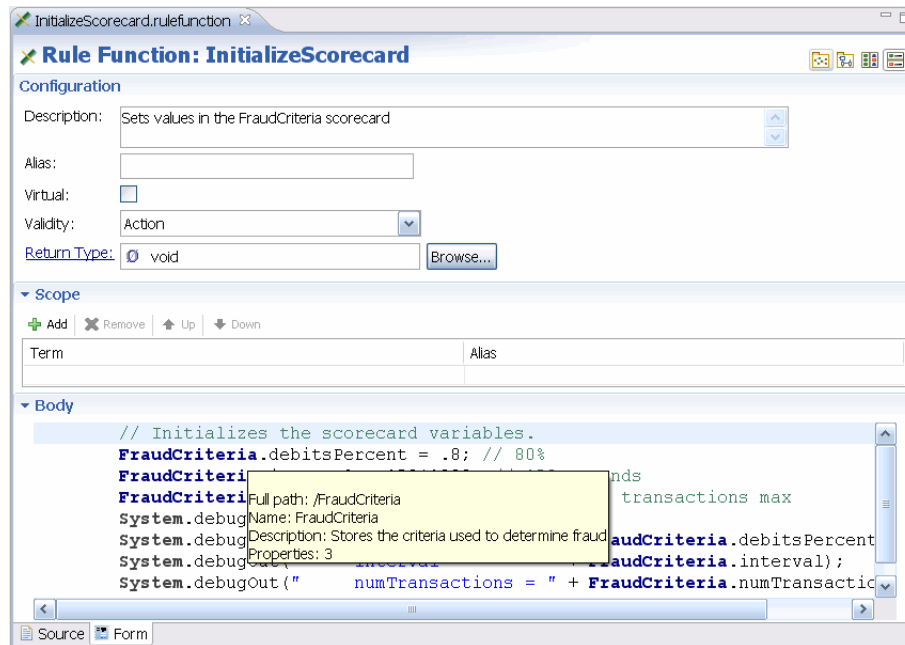 InitializeScorecard.rulefunction
Rule Function: InitializeScorecard
Configuration
Description: Sets values in the FraudCriteria scorecard
Alias:
Virtual:
Validity: Action
Return Type: void Browse...
Scope
Add Remove Up Down
Term Alias
Body
// Initializes the scorecard variables.
FraudCriteria.debitsPercent = .8; // 80%
FraudCriteri nds
FraudCriteri transactions max
System.debug
System.debug audCriteria.debitsPercent
System.debugOut(" interval + FraudCriteria.interval);
System.debugOut(" numTransactions = " + FraudCriteria.numTransactio
Full path: /FraudCriteria
Name: FraudCriteria
Description: Stores the criteria used to determine fraud
Properties: 3
Source Form